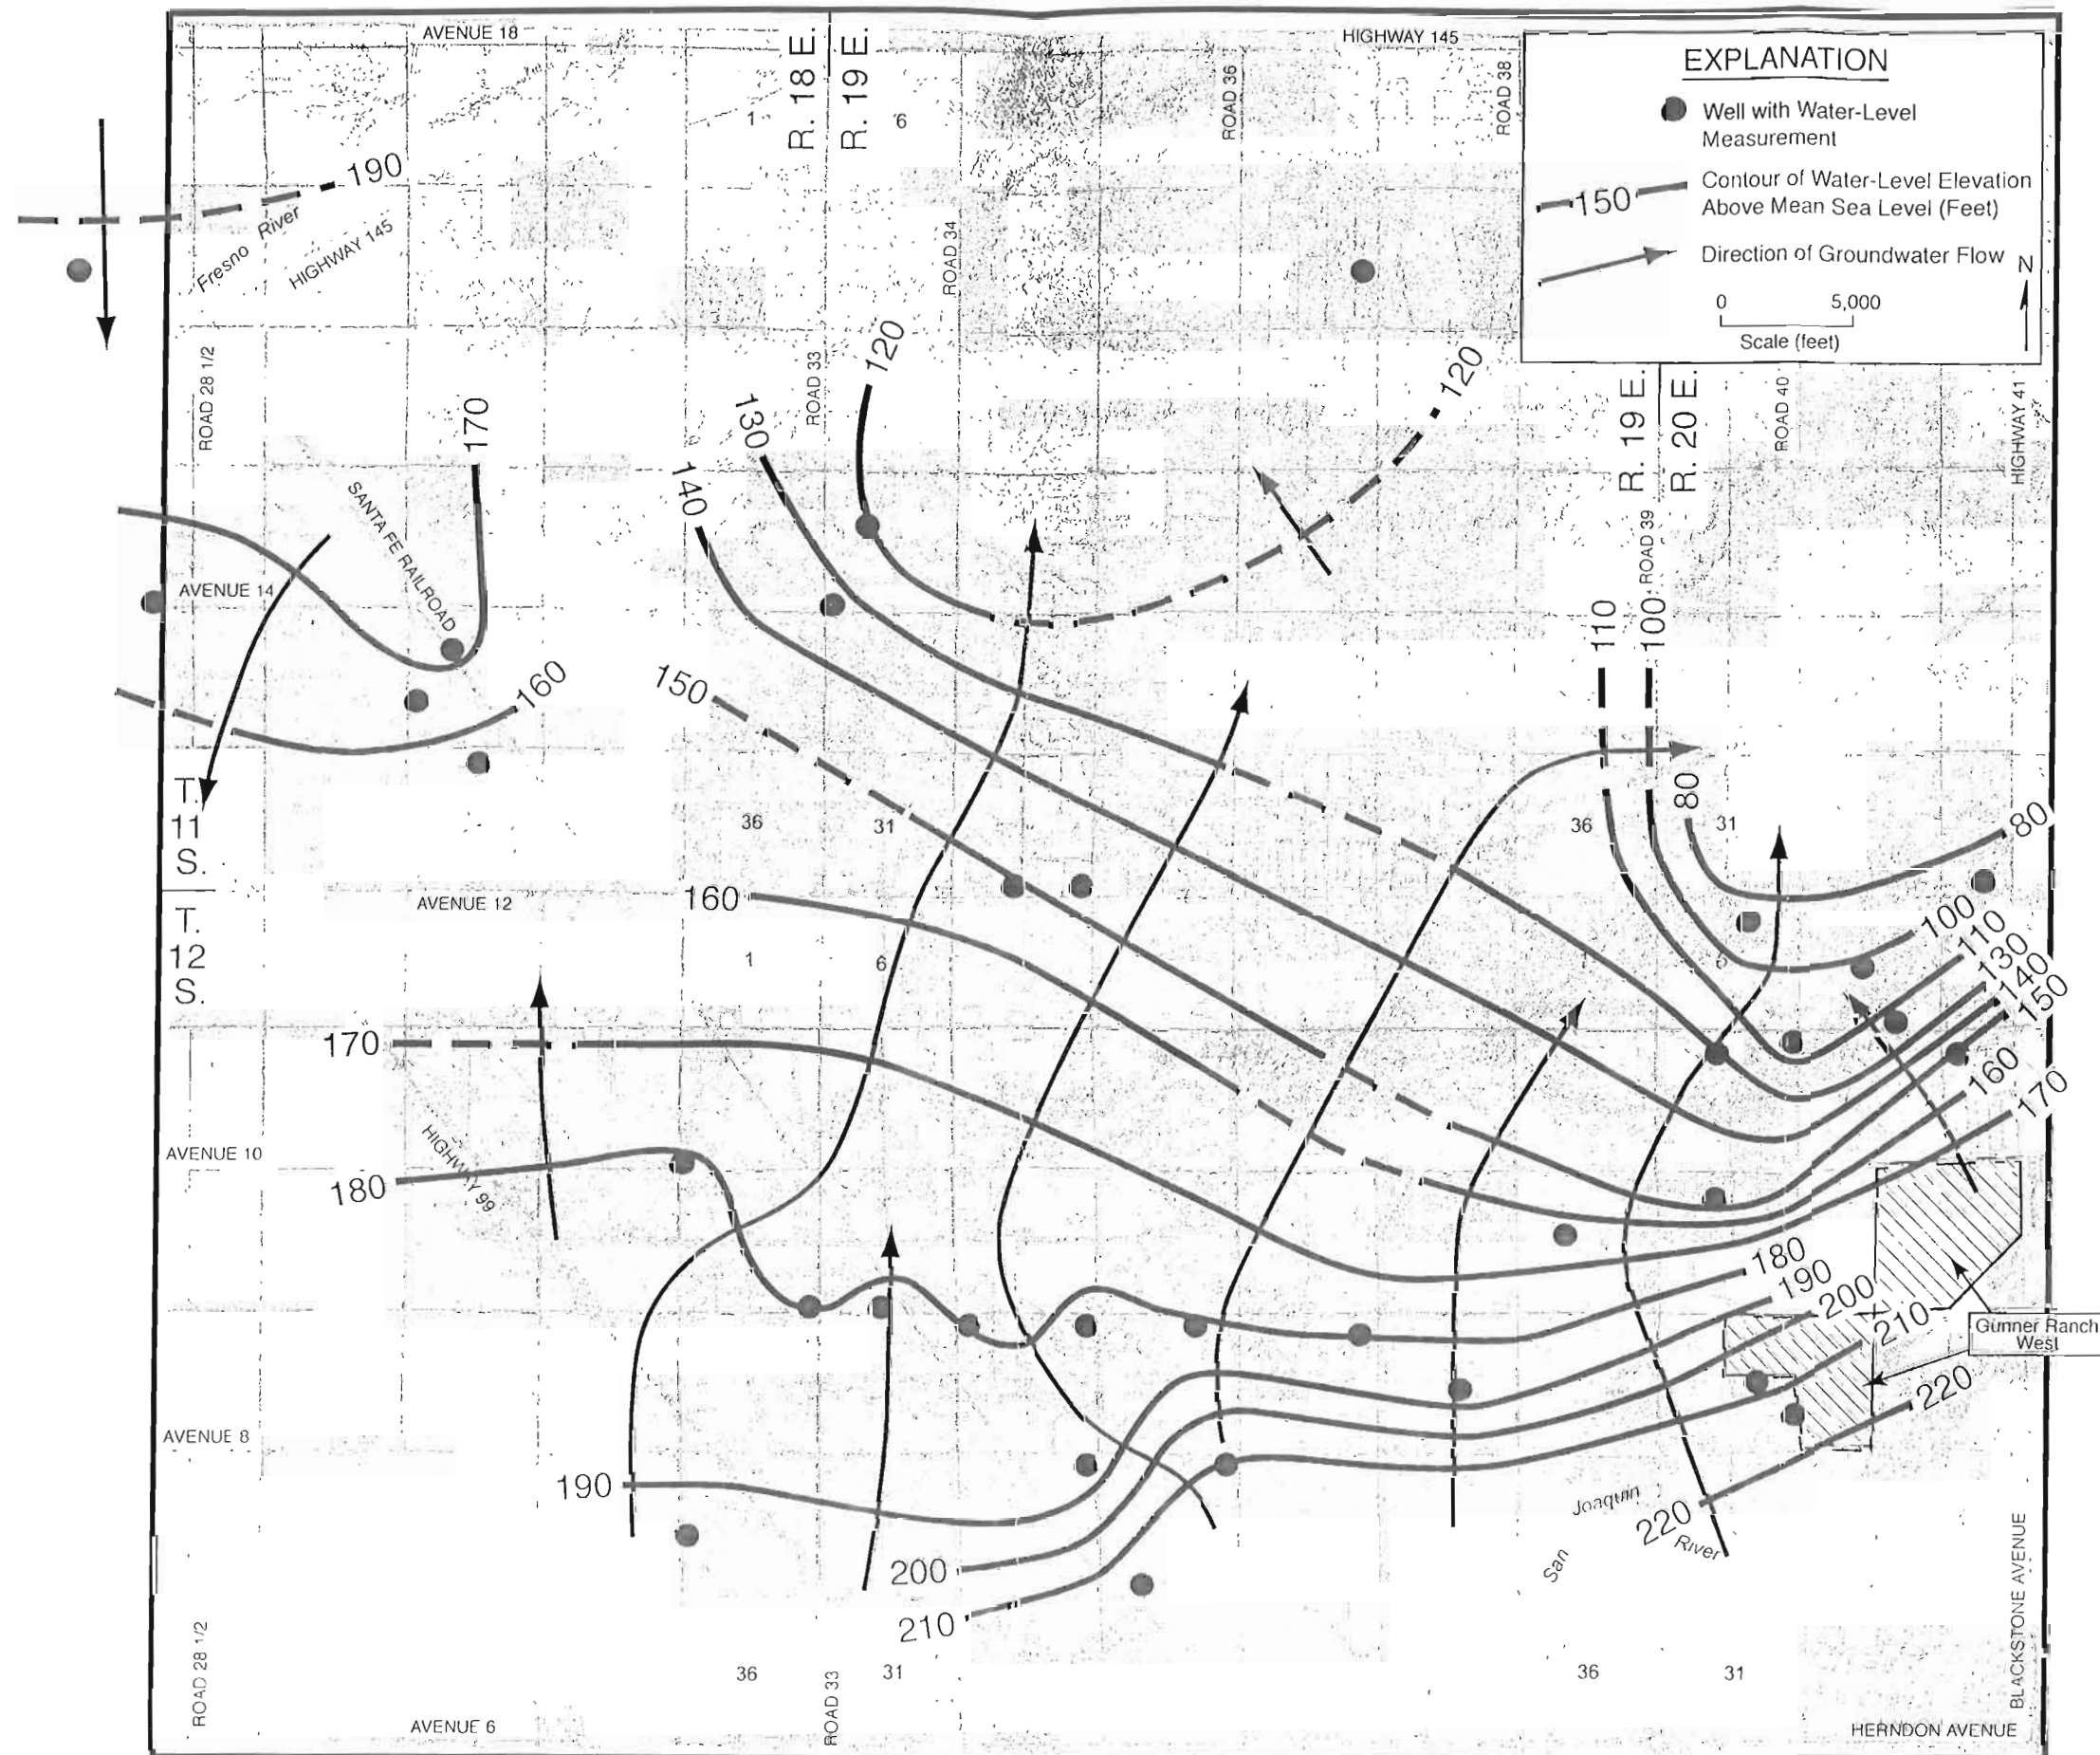 AVENUE 18
R. 18 E.
R. 19 E.
HIGHWAY 145
ROAD 36
ROAD 38
EXPLANATION
Well with Water-Level
Measurement
150
Contour of Water-Level Elevation
Above Mean Sea Level (Feet)
Direction of Groundwater Flow
N
0 5,000
Scale (feet)
1
6
190
Fresno River
HIGHWAY 145
ROAD 34
ROAD 28 1/2
ROAD 33
120
120
170
130
140
SANTA FE RAILROAD
R. 19 E.
R. 20 E.
ROAD 40
HIGHWAY 41
ROAD 39
AVENUE 14
110
100
150
160
80
T.
11
S.
36
31
36
31
80
T.
12
S.
AVENUE 12
160
1
6
5
100
110
130
140
150
160
170
170
AVENUE 10
HIGHWAY 99
180
180
190
200
210
Gunner Ranch
West
220
AVENUE 8
190
San Joaquin River
220
200
210
ROAD 28 1/2
36
ROAD 33
31
36
31
BLACKSTONE AVENUE
AVENUE 6
HERNDON AVENUE